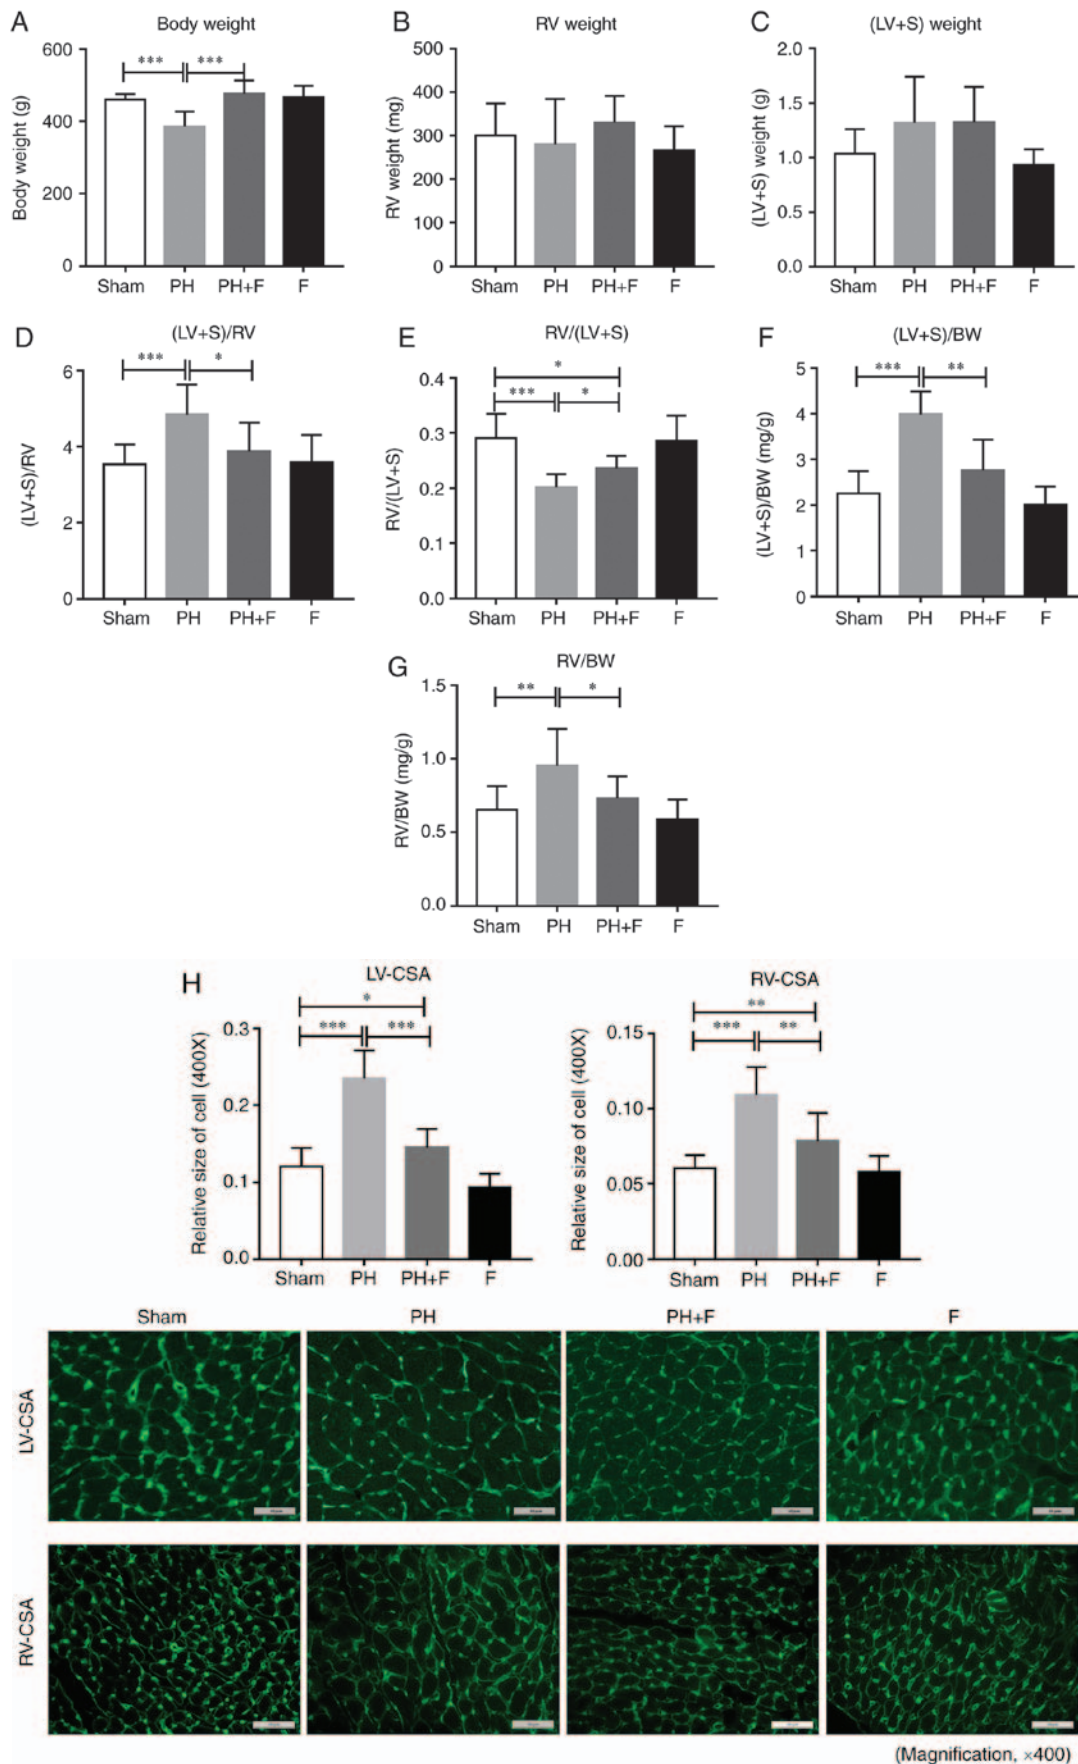 A Body weight
Body weight (g)
600
400
200
0
*** ***
Sham PH PH+F F
B RV weight
RV weight (mg)
500
400
300
200
100
0
Sham PH PH+F F
C (LV+S) weight
(LV+S) weight (g)
2.0
1.5
1.0
0.5
0.0
Sham PH PH+F F
D (LV+S)/RV
(LV+S)/RV
6
4
2
0
*** *
Sham PH PH+F F
E RV/(LV+S)
RV/(LV+S)
0.4
0.3
0.2
0.1
0.0
*
*** *
Sham PH PH+F F
F (LV+S)/BW
(LV+S)/BW (mg/g)
5
4
3
2
1
0
*** **
Sham PH PH+F F
G RV/BW
RV/BW (mg/g)
1.5
1.0
0.5
0.0
** *
Sham PH PH+F F
H LV-CSA
Relative size of cell (400X)
0.3
0.2
0.1
0.0
*
*** ***
Sham PH PH+F F
RV-CSA
Relative size of cell (400X)
0.15
0.10
0.05
0.00
**
*** **
Sham PH PH+F F
Sham PH PH+F F
LV-CSA
RV-CSA
(Magnification, ×400)